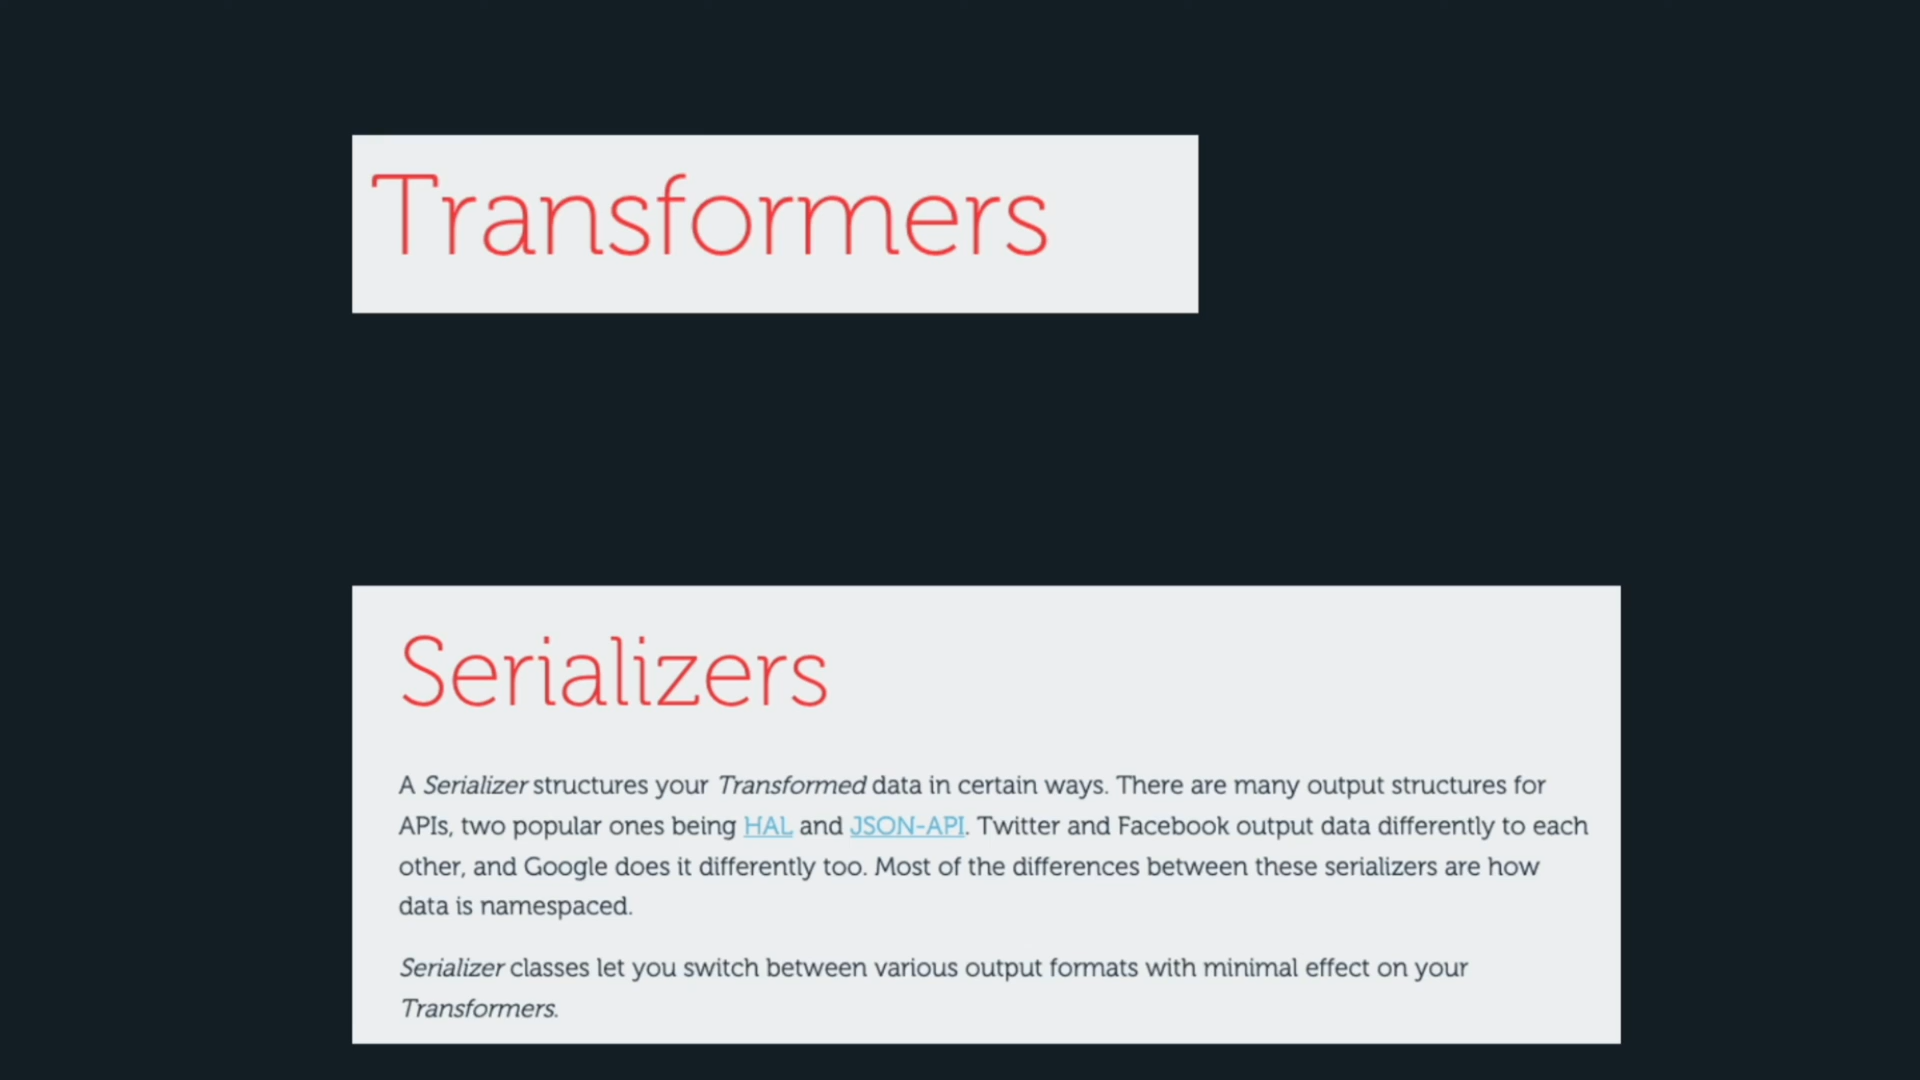 Transformers
Serializers
A Serializer structures your Transformed data in certain ways. There are many output structures for
APIs, two popular ones being HAL and JSON-API. Twitter and Facebook output data differently to each
other, and Google does it differently too. Most of the differences between these serializers are how
data is namespaced.
Serializer classes let you switch between various output formats with minimal effect on your
Transformers.